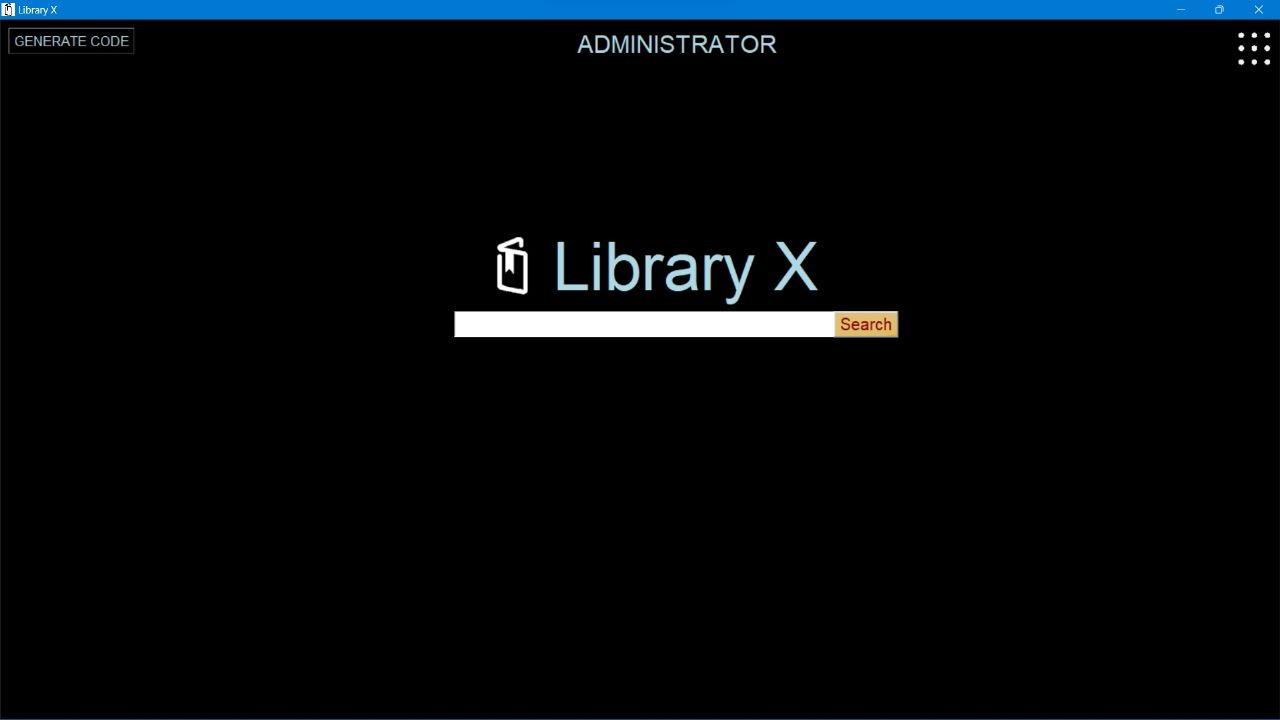 Library X
GENERATE CODE
ADMINISTRATOR
Library X
Search